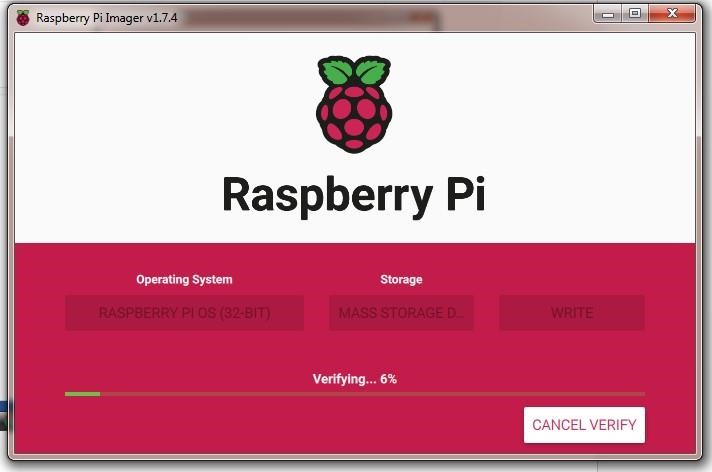 Raspberry Pi Imager v1.7.4
Raspberry Pi
Operating System
Storage
RASPBERRY PI OS (32-BIT)
MASS STORAGE D...
WRITE
Verifying... 6%
CANCEL VERIFY